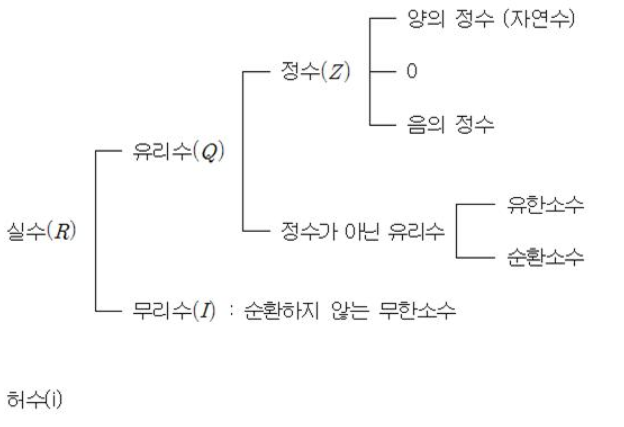 양의 정수 (자연수)
정수(Z)
0
음의 정수
유리수(Q)
유한소수
정수가 아닌 유리수
순환소수
실수(R)
무리수(I) : 순환하지 않는 무한소수
허수(i)